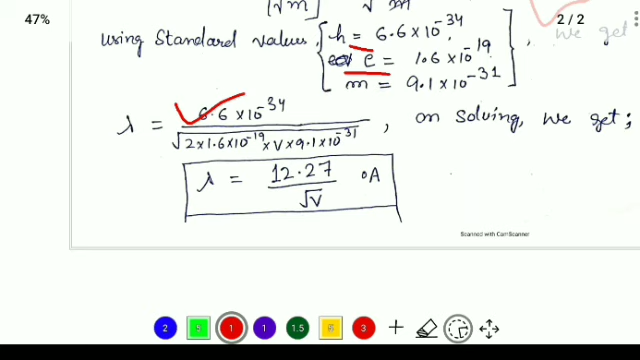 47%
2 / 2
[√m] √m
using Standard values, [h = 6.6×10⁻³⁴, we get
e = 1.6×10⁻¹⁹
m = 9.1×10⁻³¹]
λ = 6.6×10⁻³⁴ / √2×1.6×10⁻¹⁹×V×9.1×10⁻³¹ , on solving, we get;
λ = 12.27 / √V °A
Scanned with CamScanner
2 5 1 1 1.5 5 3